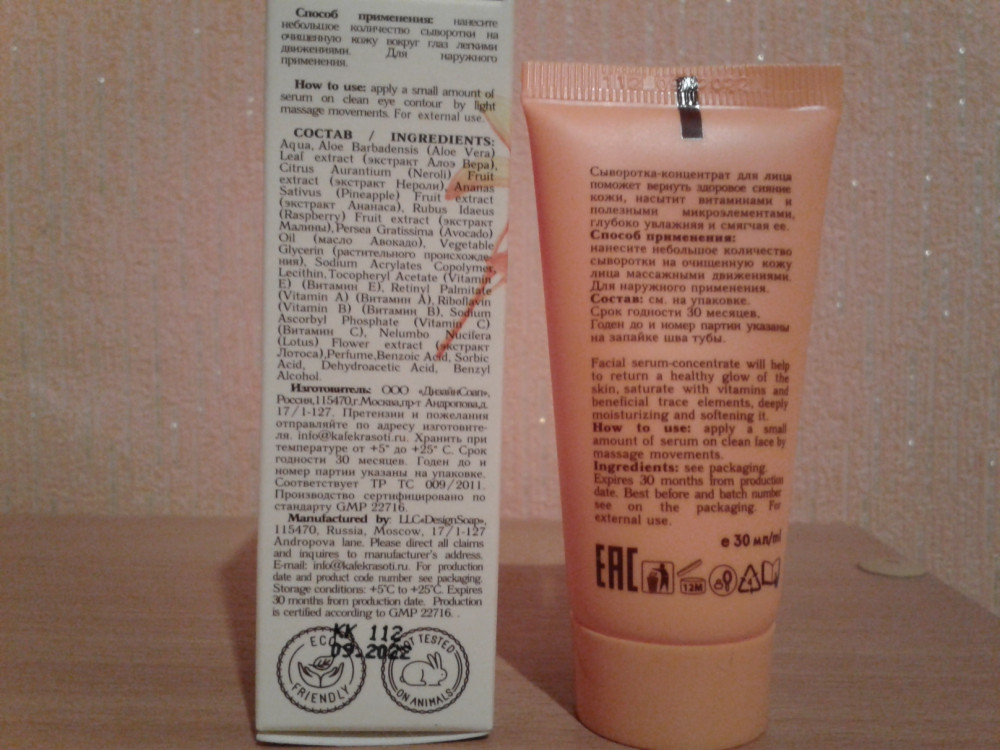 Способ применения: нанесите
небольшое количество сыворотки на
очищенную кожу вокруг глаз легкими
движениями. Для наружного
применения.
How to use: apply a small amount of
serum on clean eye contour by light
massage movements. For external use.
СОСТАВ / INGREDIENTS:
Aqua, Aloe Barbadensis (Aloe Vera)
Leaf extract (экстракт Алоэ Вера),
Citrus Aurantium (Neroli) Fruit
extract (экстракт Нероли), Ananas
Sativus (Pineapple) Fruit extract
(экстракт Ананаса), Rubus Idaeus
(Raspberry) Fruit extract (экстракт
Малины),Persea Gratissima (Avocado)
Oil (масло Авокадо), Vegetable
Glycerin (растительного происхожде-
ния), Sodium Acrylates Copolymer,
Lecithin, Tocopheryl Acetate (Vitamin
E) (Витамин E), Retinyl Palmitate
(Vitamin A) (Витамин A), Riboflavin
(Vitamin B) (Витамин B), Sodium
Ascorbyl Phosphate (Vitamin C)
(Витамин C), Nelumbo Nucifera
(Lotus) Flower extract (экстракт
Лотоса),Perfume,Benzoic Acid, Sorbic
Acid, Dehydroacetic Acid, Benzyl
Alcohol.
Изготовитель: ООО «ДизайнСоап»,
Россия,115470,г.Москва,пр-т Андропова,д.
17/1-127. Претензии и пожелания
отправляйте по адресу изготовите-
ля. info@kafekrasoti.ru. Хранить при
температуре от +5° до +25° С. Срок
годности 30 месяцев. Годен до и
номер партии указаны на упаковке.
Соответствует ТР ТС 009/2011.
Производство сертифицировано по
стандарту GMP 22716.
Manufactured by: LLC«DesignSoap»,
115470, Russia, Moscow, 17/1-127
Andropova lane. Please direct all claims
and inquires to manufacturer's address.
E-mail: info@kafekrasoti.ru. For production
date and product code number see packaging.
Storage conditions: +5°C to +25°C. Expires
30 months from production date. Production
is certified according to GMP 22716. .
КК 112
09.2022
ECO FRIENDLY
NOT TESTED ON ANIMALS
Сыворотка-концентрат для лица
поможет вернуть здоровое сияние
кожи, насытит витаминами и
полезными микроэлементами,
глубоко увлажняя и смягчая ее.
Способ применения:
нанесите небольшое количество
сыворотки на очищенную кожу
лица массажными движениями.
Для наружного применения.
Состав: см. на упаковке.
Срок годности 30 месяцев.
Годен до и номер партии указаны
на запайке шва тубы.
Facial serum-concentrate will help
to return a healthy glow of the
skin, saturate with vitamins and
beneficial trace elements, deeply
moisturizing and softening it.
How to use: apply a small
amount of serum on clean face by
massage movements.
Ingredients: see packaging.
Expires 30 months from production
date. Best before and batch number
see on the packaging. For
external use.
e 30 мл/ml
EAC 12M